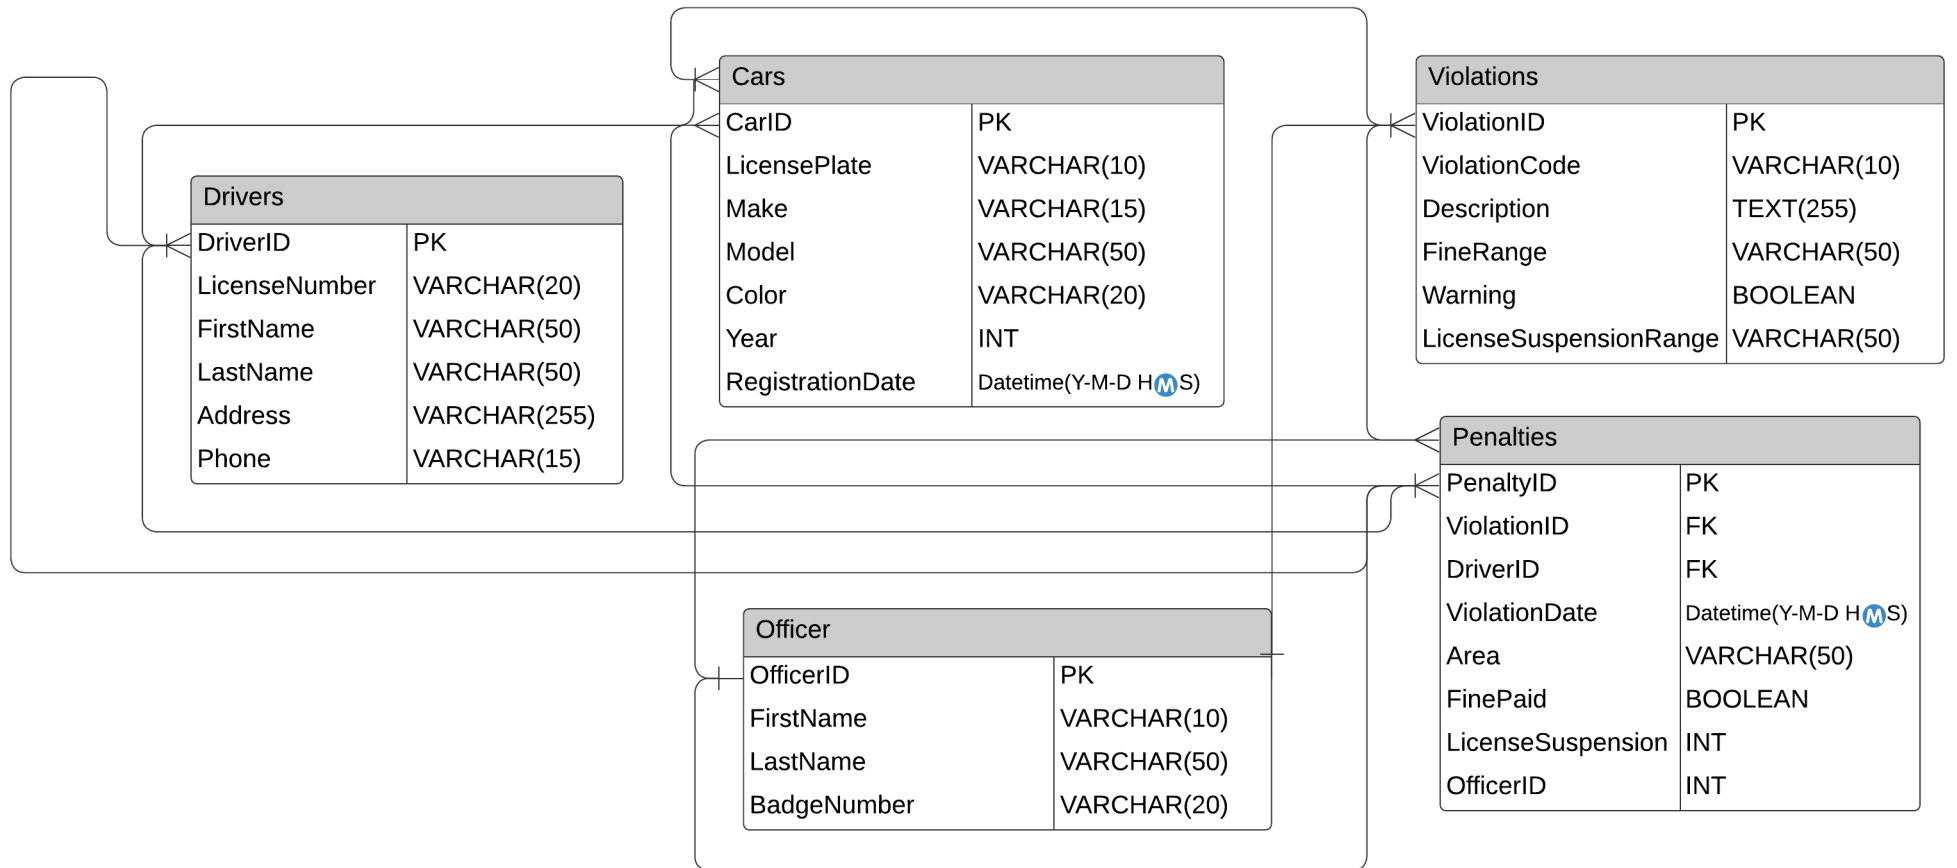 Cars
CarID PK
LicensePlate VARCHAR(10)
Make VARCHAR(15)
Model VARCHAR(50)
Color VARCHAR(20)
Year INT
RegistrationDate Datetime(Y-M-D HⓂS)
Violations
ViolationID PK
ViolationCode VARCHAR(10)
Description TEXT(255)
FineRange VARCHAR(50)
Warning BOOLEAN
LicenseSuspensionRange VARCHAR(50)
Drivers
DriverID PK
LicenseNumber VARCHAR(20)
FirstName VARCHAR(50)
LastName VARCHAR(50)
Address VARCHAR(255)
Phone VARCHAR(15)
Penalties
PenaltyID PK
ViolationID FK
DriverID FK
ViolationDate Datetime(Y-M-D HⓂS)
Area VARCHAR(50)
FinePaid BOOLEAN
LicenseSuspension INT
OfficerID INT
Officer
OfficerID PK
FirstName VARCHAR(10)
LastName VARCHAR(50)
BadgeNumber VARCHAR(20)